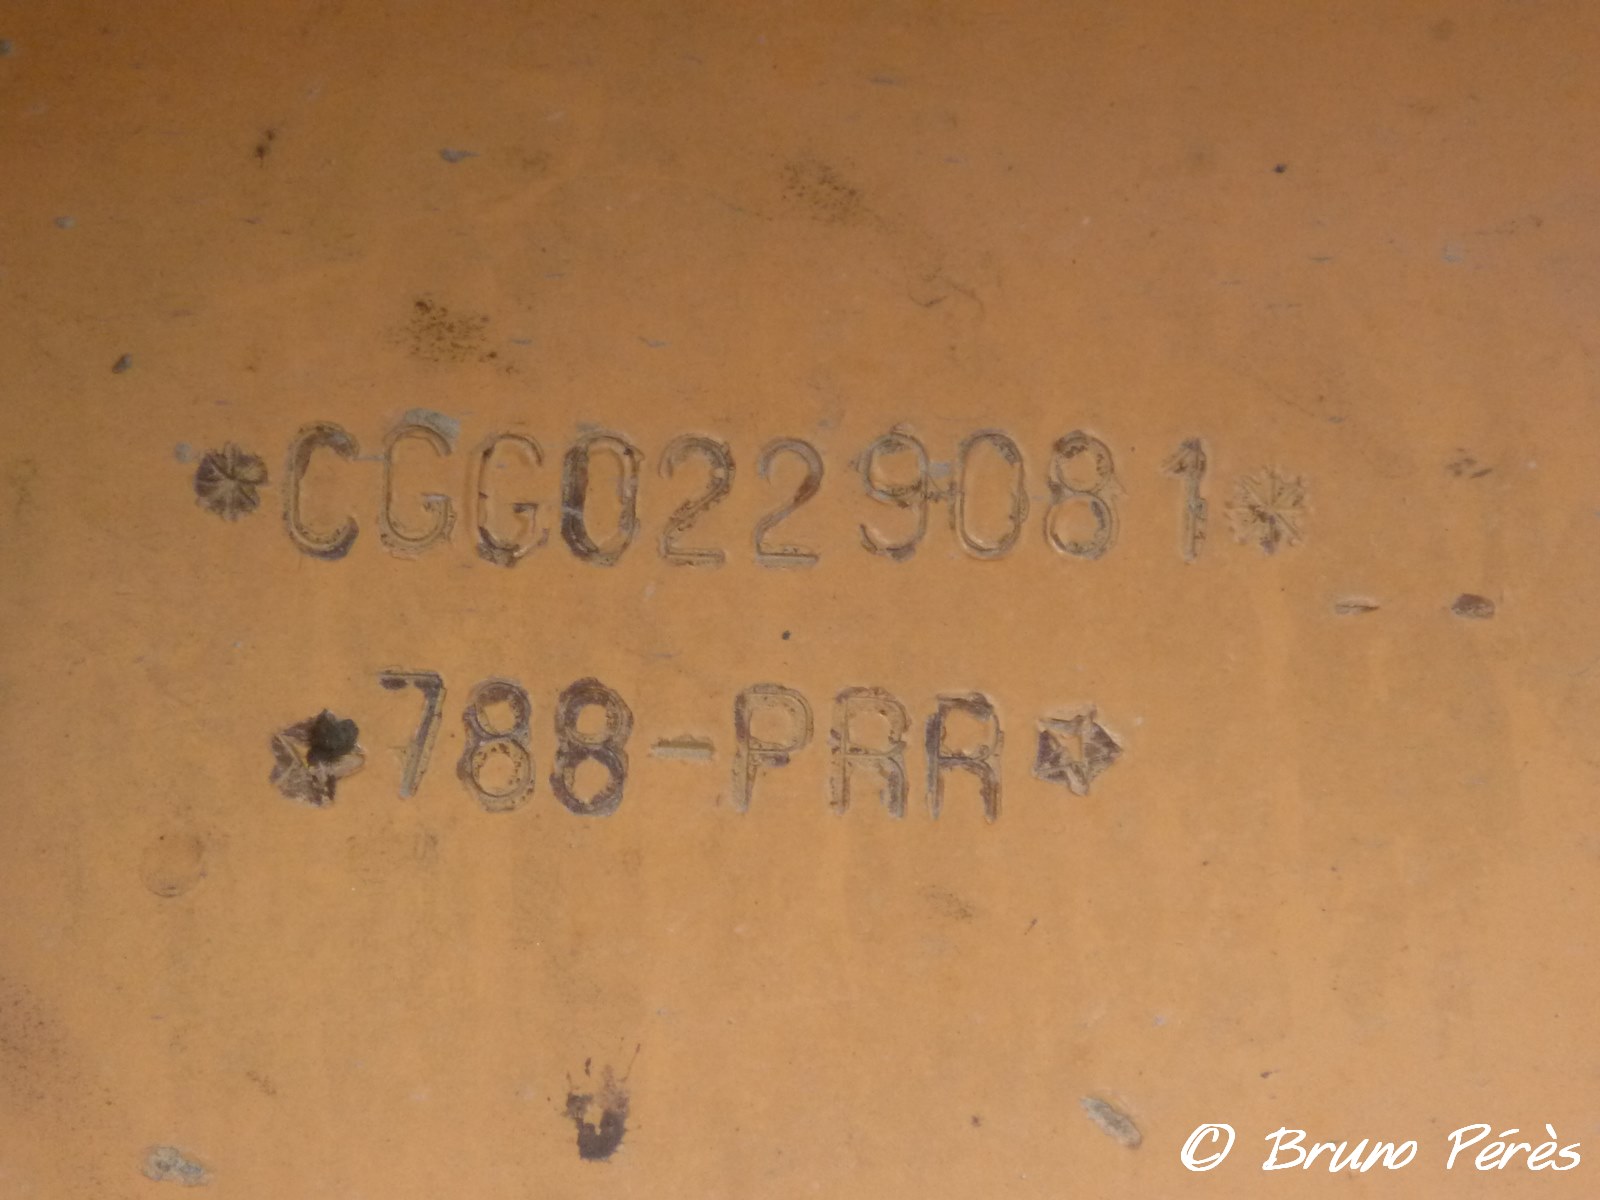 *CGG0229081*
☆788-PRR☆
© Bruno Pérès